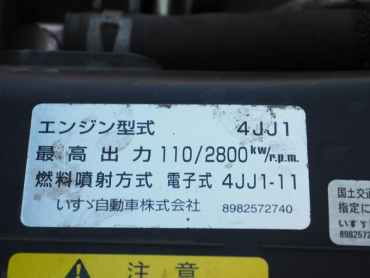 エンジン型式 4JJ1
最高出力 110/2800kw/r.p.m.
燃料噴射方式 電子式 4JJ1-11
いすゞ自動車株式会社 8982572740
国土交
指定に
いすゞ
898257
注意